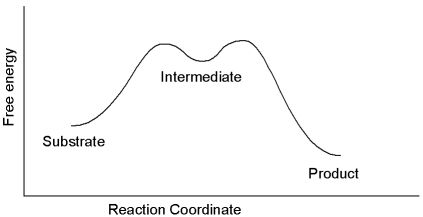 Free energy
Intermediate
Substrate
Product
Reaction Coordinate